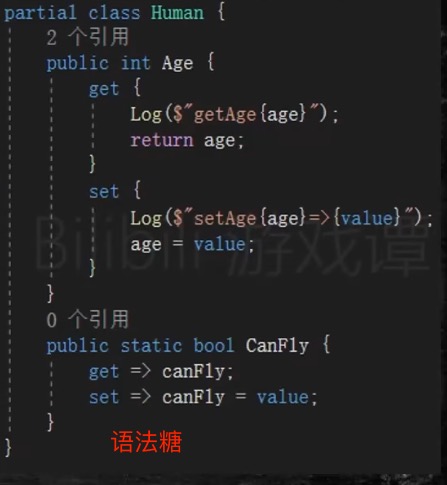 partial class Human {
2 个引用
public int Age {
get {
Log($"getAge{age}");
return age;
}
set {
Log($"setAge{age}=>{value}");
age = value;
}
}
0 个引用
public static bool CanFly {
get => canFly;
set => canFly = value;
}
}
语法糖
Bilibili 游戏谭